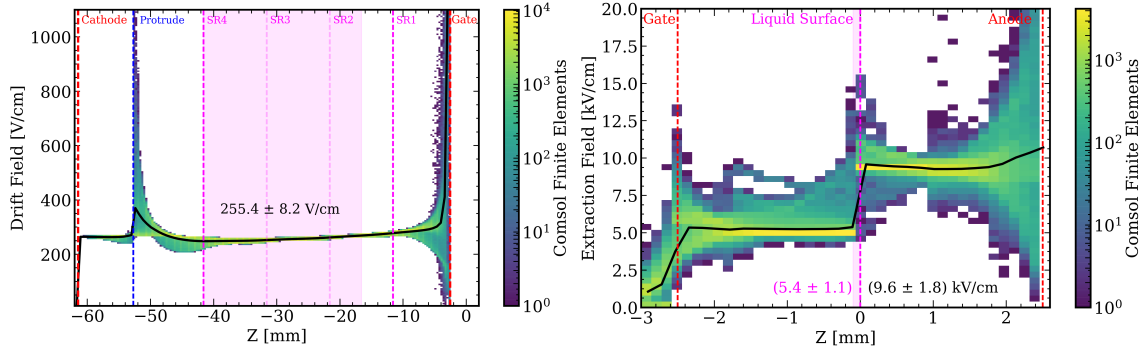 Cathode
Protrude
SR4
SR3
SR2
SR1
Gate
1000
800
600
400
200
Drift Field [V/cm]
255.4 ± 8.2 V/cm
−60
−50
−40
−30
−20
−10
0
Z [mm]
10^4
10^3
10^2
10^1
10^0
Comsol Finite Elements
Gate
Liquid Surface
Anode
20.0
17.5
15.0
12.5
10.0
7.5
5.0
2.5
0.0
Extraction Field [kV/cm]
(5.4 ± 1.1)
(9.6 ± 1.8) kV/cm
−3
−2
−1
0
1
2
Z [mm]
10^3
10^2
10^1
10^0
Comsol Finite Elements